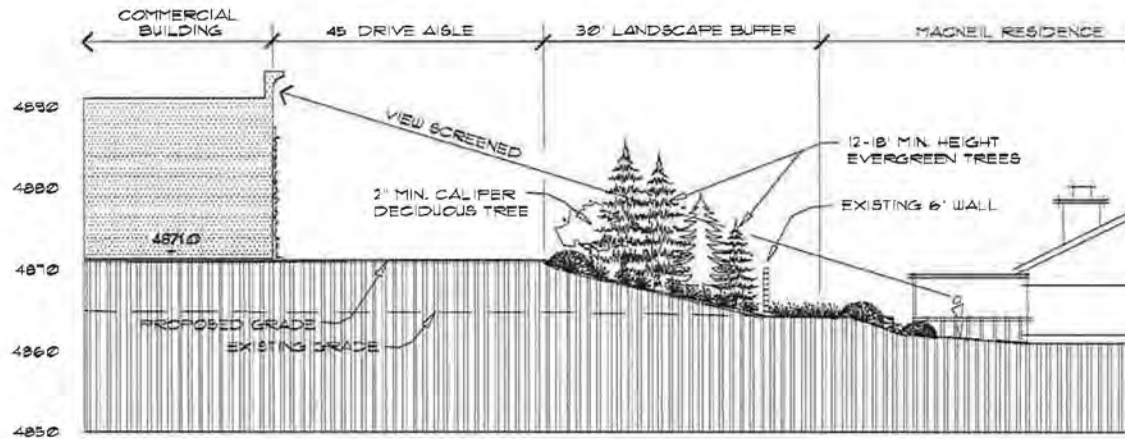 COMMERCIAL
BUILDING
45' DRIVE AISLE
30' LANDSCAPE BUFFER
MACNEIL RESIDENCE
4890
VIEW SCREENED
12-18' MIN. HEIGHT
EVERGREEN TREES
4880
2" MIN. CALIPER
DECIDUOUS TREE
EXISTING 6' WALL
4871.0
4870
PROPOSED GRADE
EXISTING GRADE
4860
4850